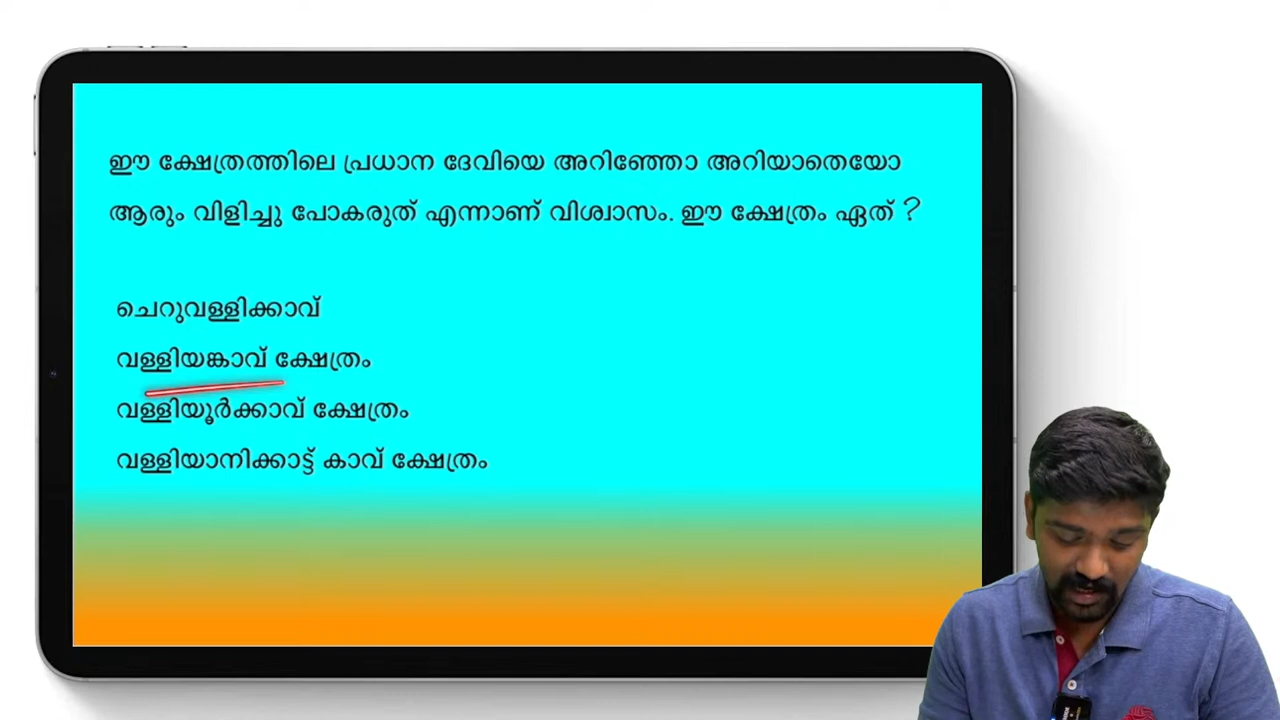 ഈ ക്ഷേത്രത്തിലെ പ്രധാന ദേവിയെ അറിഞ്ഞോ അറിയാതെയോ
ആരും വിളിച്ചു പോകരുത് എന്നാണ് വിശ്വാസം. ഈ ക്ഷേത്രം ഏത് ?
ചെറുവള്ളിക്കാവ്
വള്ളിയങ്കാവ് ക്ഷേത്രം
വള്ളിയൂർക്കാവ് ക്ഷേത്രം
വള്ളിയാനിക്കാട്ട് കാവ് ക്ഷേത്രം